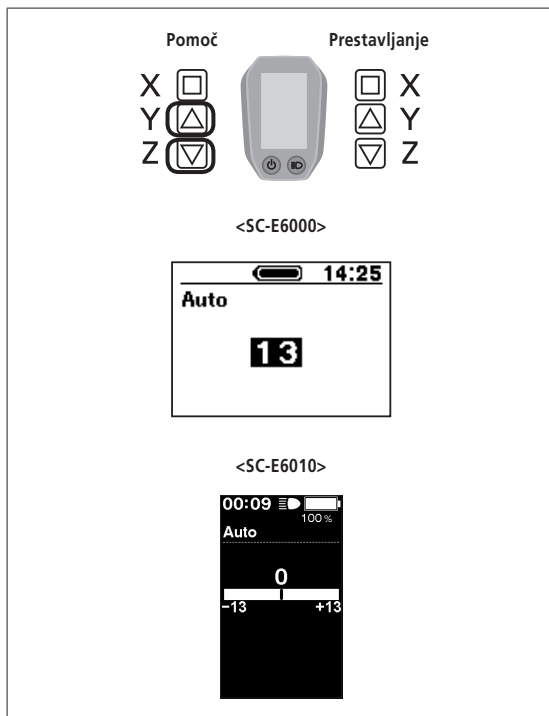 Pomoč Prestavljanje
X X
Y Y
Z Z
<SC-E6000>
14:25
Auto
13
<SC-E6010>
00:09
100%
Auto
0
-13 +13